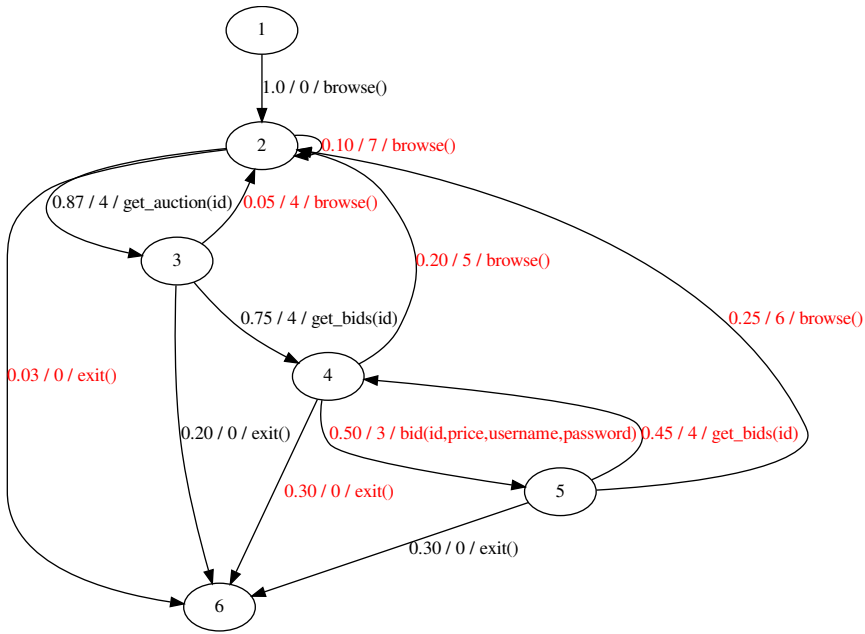 1
1.0 / 0 / browse()
2
0.10 / 7 / browse()
0.87 / 4 / get_auction(id)
0.05 / 4 / browse()
3
0.20 / 5 / browse()
0.75 / 4 / get_bids(id)
0.25 / 6 / browse()
4
0.03 / 0 / exit()
0.20 / 0 / exit()
0.50 / 3 / bid(id,price,username,password)
0.45 / 4 / get_bids(id)
0.30 / 0 / exit()
5
0.30 / 0 / exit()
6